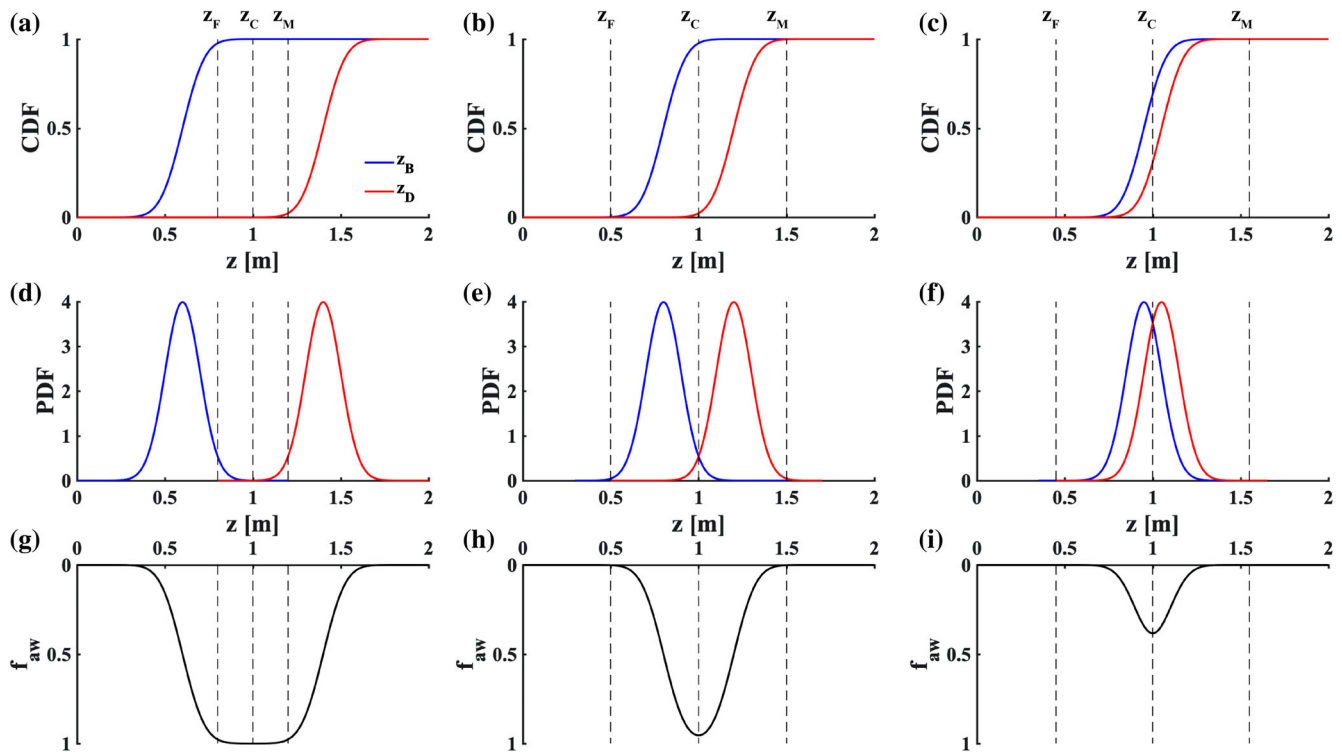 (a) z_F z_C z_M (b) z_F z_C z_M (c) z_F z_C z_M
1 1 1
CDF 0.5 CDF 0.5 CDF 0.5
z_B
z_D
0 0 0
0 0.5 1 1.5 2 0 0.5 1 1.5 2 0 0.5 1 1.5 2
z [m] z [m] z [m]
(d) (e) (f)
4 4 4
3 3 3
PDF 2 PDF 2 PDF 2
1 1 1
0 0 0
0 0.5 1 1.5 2 0 0.5 1 1.5 2 0 0.5 1 1.5 2
z [m] z [m] z [m]
(g) (h) (i)
0 0.5 1 1.5 2 0 0.5 1 1.5 2 0 0.5 1 1.5 2
0 0 0
f_aw 0.5 f_aw 0.5 f_aw 0.5
1 1 1